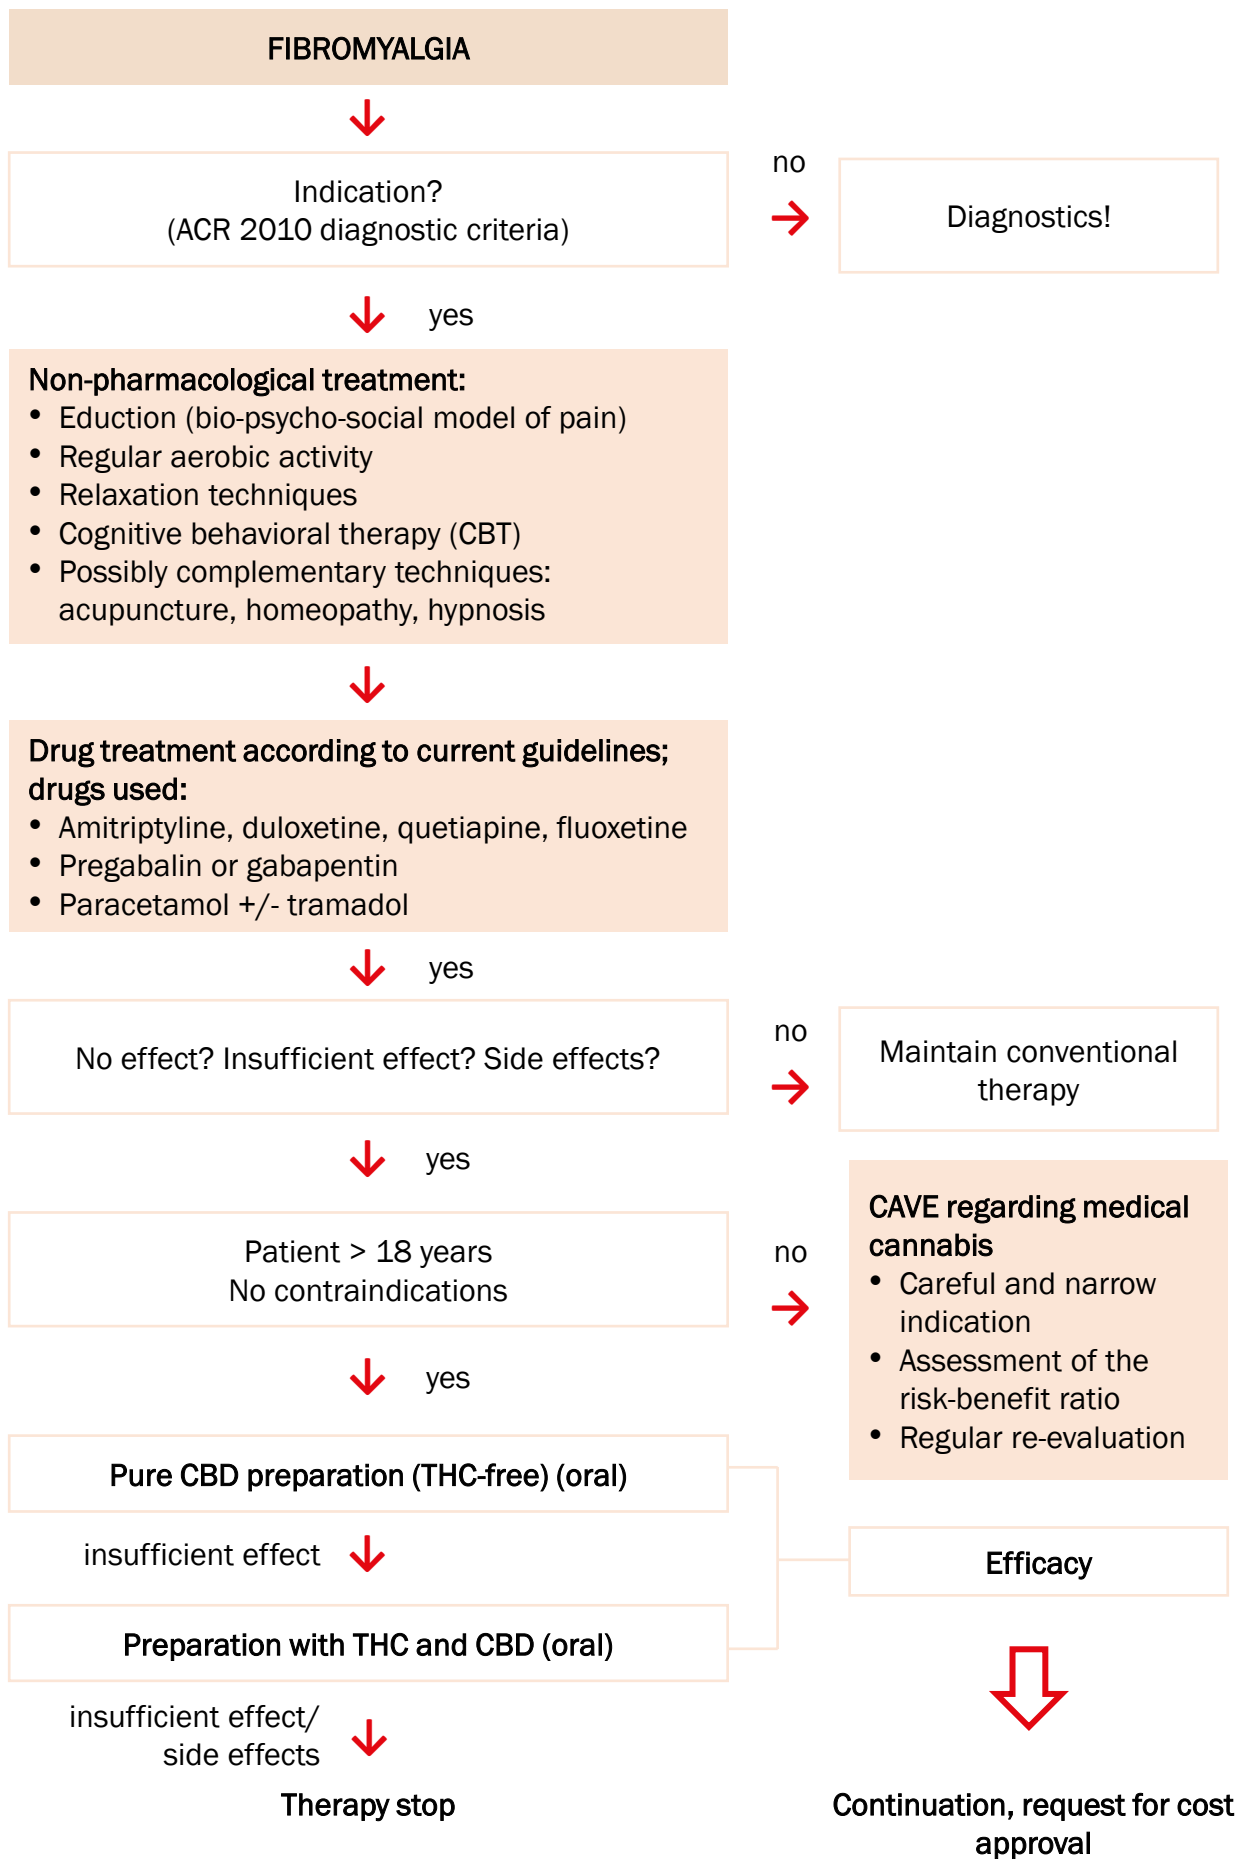 FIBROMYALGIA
Indication?
(ACR 2010 diagnostic criteria)
no
Diagnostics!
yes
Non-pharmacological treatment:
• Eduction (bio-psycho-social model of pain)
• Regular aerobic activity
• Relaxation techniques
• Cognitive behavioral therapy (CBT)
• Possibly complementary techniques:
acupuncture, homeopathy, hypnosis
Drug treatment according to current guidelines;
drugs used:
• Amitriptyline, duloxetine, quetiapine, fluoxetine
• Pregabalin or gabapentin
• Paracetamol +/- tramadol
yes
No effect? Insufficient effect? Side effects?
no
Maintain conventional
therapy
yes
Patient > 18 years
No contraindications
no
CAVE regarding medical
cannabis
• Careful and narrow
indication
• Assessment of the
risk-benefit ratio
• Regular re-evaluation
yes
Pure CBD preparation (THC-free) (oral)
insufficient effect
Efficacy
Preparation with THC and CBD (oral)
insufficient effect/
side effects
Therapy stop
Continuation, request for cost
approval